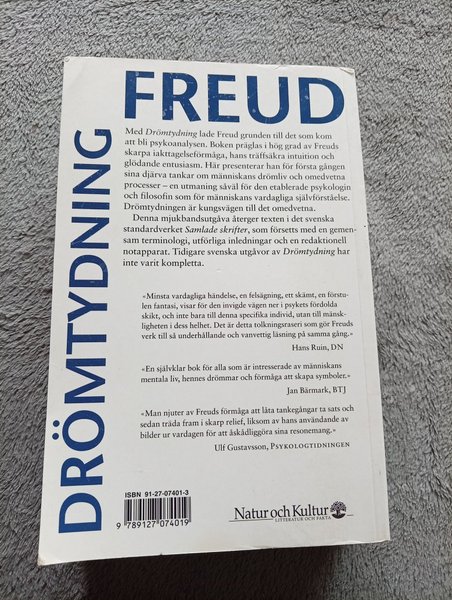 FREUD
DRÖMTYDNING
Med Drömtydning lade Freud grunden till det som kom
att bli psykoanalysen. Boken präglas i hög grad av Freuds
skarpa iakttagelseförmåga, hans träffsäkra intuition och
glödande entusiasm. Här presenterar han för första gången
sina djärva tankar om människans drömliv och omedvetna
processer – en utmaning såväl för den etablerade psykologin
och filosofin som för människans vardagliga självförståelse.
Drömtydningen är kungsvägen till det omedvetna.
Denna mjukbandsutgåva återger texten i det svenska
standardverket Samlade skrifter, som försetts med en gemen-
sam terminologi, utförliga inledningar och en redaktionell
notapparat. Tidigare svenska utgåvor av Drömtydning har
inte varit kompletta.
»Minsta vardagliga händelse, en felsägning, ett skämt, en förstu-
len fantasi, visar för den invigde vägen ner i psykets fördolda
skikt, och inte bara till denna specifika individ, utan till mänsk-
ligheten i dess helhet. Det är detta tolkningsraseri som gör Freuds
verk till så underhållande och vanvettig läsning på samma gång.«
Hans Ruin, DN
»En självklar bok för alla som är intresserade av människans
mentala liv, hennes drömmar och förmåga att skapa symboler.«
Jan Bärmark, BTJ
»Man njuter av Freuds förmåga att låta tankegångar ta sats och
sedan träda fram i skarp relief, liksom av hans användande av
bilder ur vardagen för att åskådliggöra sina resonemang.«
Ulf Gustavsson, PSYKOLOGTIDNINGEN
ISBN 91-27-07401-3
9 789127 074019
Natur och Kultur
LITTERATUR OCH FAKTA